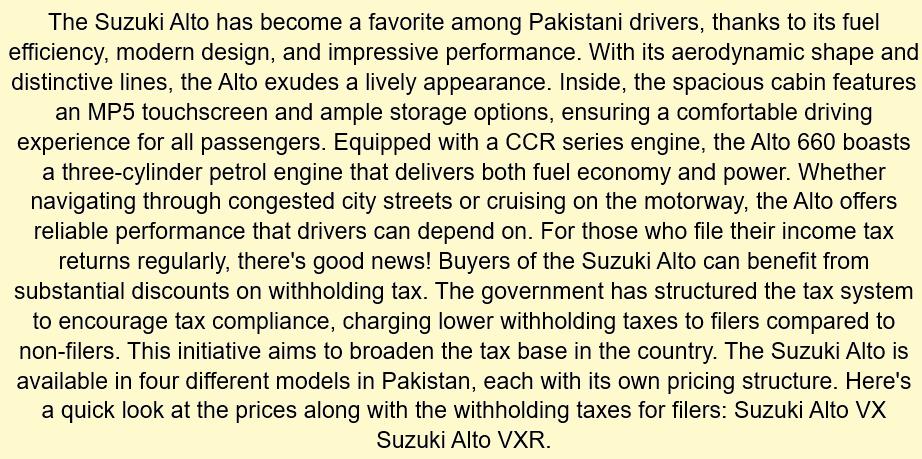 The Suzuki Alto has become a favorite among Pakistani drivers, thanks to its fuel
efficiency, modern design, and impressive performance. With its aerodynamic shape and
distinctive lines, the Alto exudes a lively appearance. Inside, the spacious cabin features
an MP5 touchscreen and ample storage options, ensuring a comfortable driving
experience for all passengers. Equipped with a CCR series engine, the Alto 660 boasts
a three-cylinder petrol engine that delivers both fuel economy and power. Whether
navigating through congested city streets or cruising on the motorway, the Alto offers
reliable performance that drivers can depend on. For those who file their income tax
returns regularly, there's good news! Buyers of the Suzuki Alto can benefit from
substantial discounts on withholding tax. The government has structured the tax system
to encourage tax compliance, charging lower withholding taxes to filers compared to
non-filers. This initiative aims to broaden the tax base in the country. The Suzuki Alto is
available in four different models in Pakistan, each with its own pricing structure. Here's
a quick look at the prices along with the withholding taxes for filers: Suzuki Alto VX
Suzuki Alto VXR.